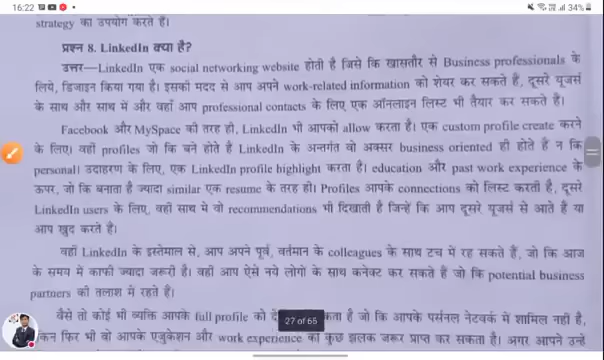 16:22
34%
strategy का उपयोग करते हैं।
प्रश्न 8. LinkedIn क्या है?
उत्तर—LinkedIn एक social networking website होती है जिसे कि खासतौर से Business professionals के
लिये, डिजाइन किया गया है। इसकी मदद से आप अपने work-related information को शेयर कर सकते हैं, दूसरे यूजर्स
के साथ और साथ में और वहाँ आप professional contacts के लिए एक ऑनलाइन लिस्ट भी तैयार कर सकते हैं।
Facebook और MySpace की तरह ही, LinkedIn भी आपको allow करता है। एक custom profile create करने
के लिए। वहीं profiles जो कि बने होते हैं LinkedIn के अन्तर्गत वो अक्सर business oriented ही होते हैं न कि
personal। उदाहरण के लिए, एक LinkedIn profile highlight करता है। education और past work experience के
ऊपर, जो कि बनाता है ज्यादा similar एक resume के तरह ही। Profiles आपके connections को लिस्ट करती है, दूसरे
LinkedIn users के लिए, वहीं साथ में वो recommendations भी दिखाती है जिन्हें कि आप दूसरे यूजर्स से आते हैं या
आप खुद करते है।
वहीं LinkedIn के इस्तेमाल से, आप अपने पूर्व, वर्तमान के colleagues के साथ टच में रह सकते हैं, जो कि आज
के समय में काफी ज्यादा जरूरी है। वहीं आप ऐसे नये लोगो के साथ कनेक्ट कर सकते हैं जो कि potential business
partners की तलाश में रहते हैं।
वैसे तो कोई भी व्यक्ति आपके full profile को 27 of 65 कता है जो कि आपके पर्सनल नेटवर्क में शामिल नहीं है,
किन फिर भी वो आपके एजुकेशन और work experience की कुछ झलक जरूर प्राप्त कर सकता है। अगर आपने उन्हें